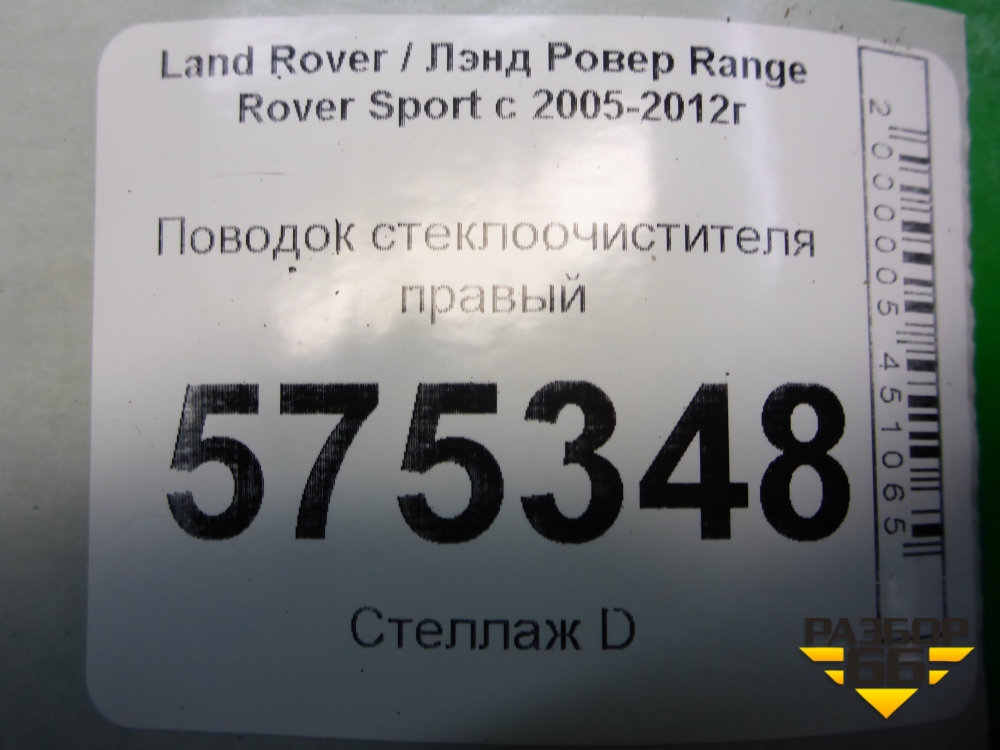 Land Rover / Лэнд Ровер Range
Rover Sport с 2005-2012г
Поводок стеклоочистителя
правый
575348
Стеллаж D
2000005451065
РАЗБОР
66